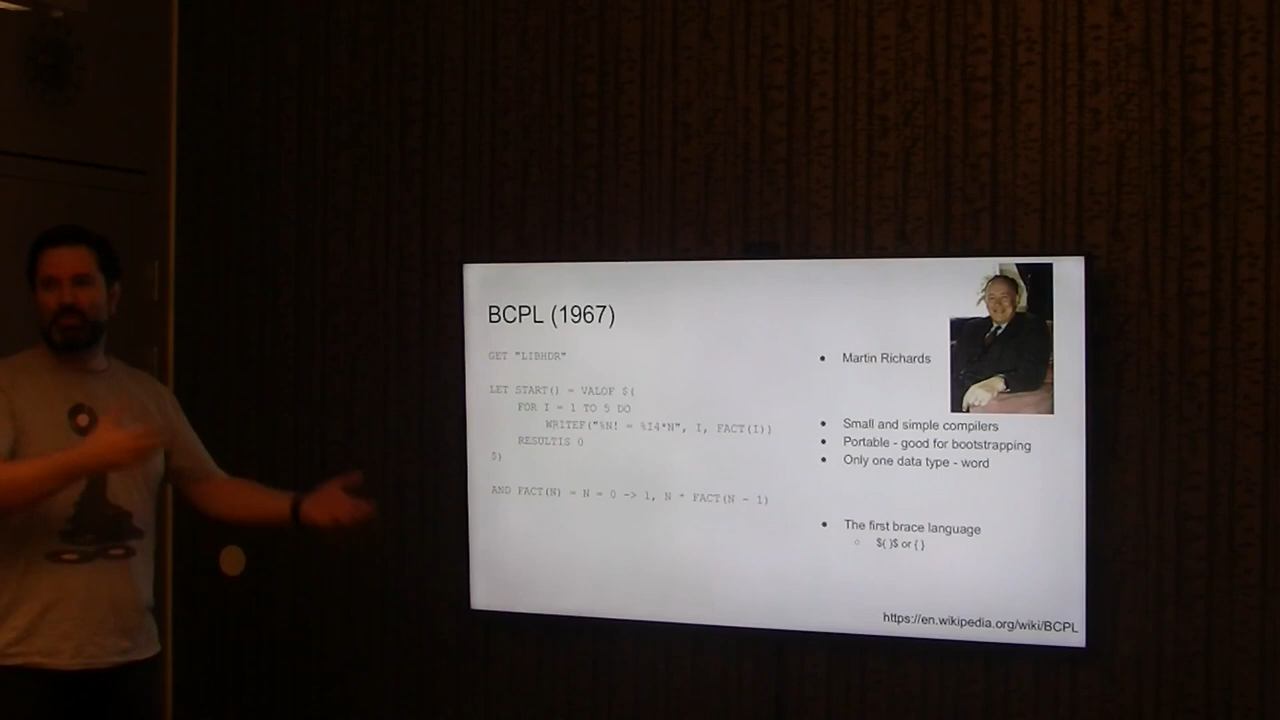 BCPL (1967)
GET "LIBHDR"
LET START() = VALOF $(
FOR I = 1 TO 5 DO
WRITEF("%N! = %I4*N", I, FACT(I))
RESULTIS 0
$)
AND FACT(N) = N = 0 -> 1, N * FACT(N - 1)
Martin Richards
Small and simple compilers
Portable - good for bootstrapping
Only one data type - word
The first brace language
$( )$ or { }
https://en.wikipedia.org/wiki/BCPL